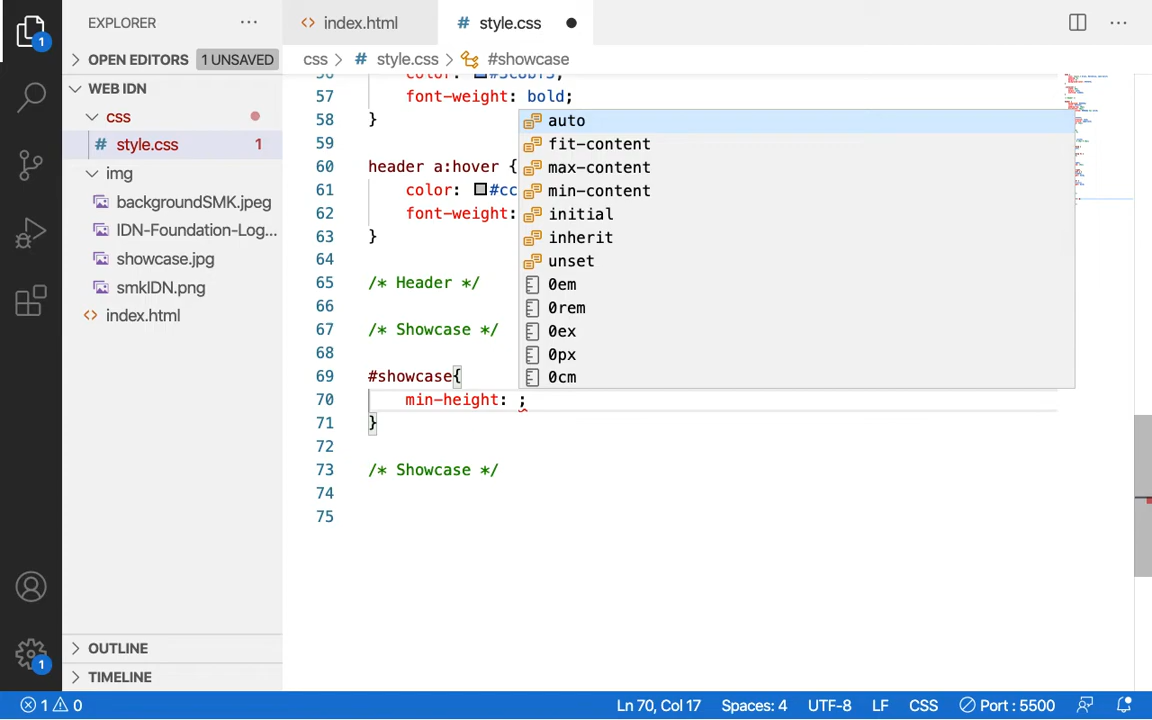 EXPLORER ...
index.html
# style.css
OPEN EDITORS 1 UNSAVED
css
# style.css
#showcase
WEB IDN
css
# style.css 1
img
backgroundSMK.jpeg
IDN-Foundation-Log...
showcase.jpg
smkIDN.png
index.html
57 font-weight: bold;
58 }
59
60 header a:hover {
61 color: #cc
62 font-weight:
63 }
64
65 /* Header */
66
67 /* Showcase */
68
69 #showcase{
70 min-height: ;
71 }
72
73 /* Showcase */
74
75
auto
fit-content
max-content
min-content
initial
inherit
unset
0em
0rem
0ex
0px
0cm
1
1
OUTLINE
TIMELINE
1 0
Ln 70, Col 17
Spaces: 4
UTF-8
LF
CSS
Port : 5500